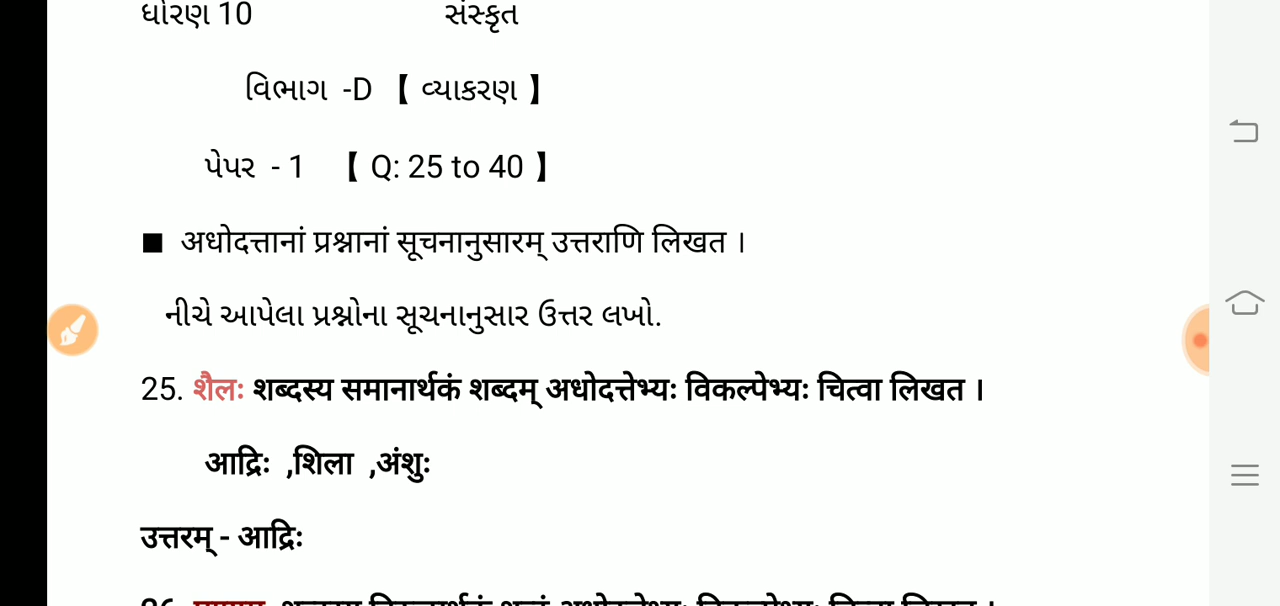 ધોરણ 10 સંસ્કૃત
વિભાગ -D 【 વ્યાકરણ 】
પેપર - 1 【 Q: 25 to 40 】
■ अधोदत्तानां प्रश्नानां सूचनानुसारम् उत्तराणि लिखत ।
નીચે આપેલા પ્રશ્નોના સૂચનાનુસાર ઉત્તર લખો.
25. शैलः शब्दस्य समानार्थकं शब्दम् अधोदत्तेभ्यः विकल्पेभ्यः चित्वा लिखत ।
आद्रिः ,शिला ,अंशुः
उत्तरम् - आद्रिः